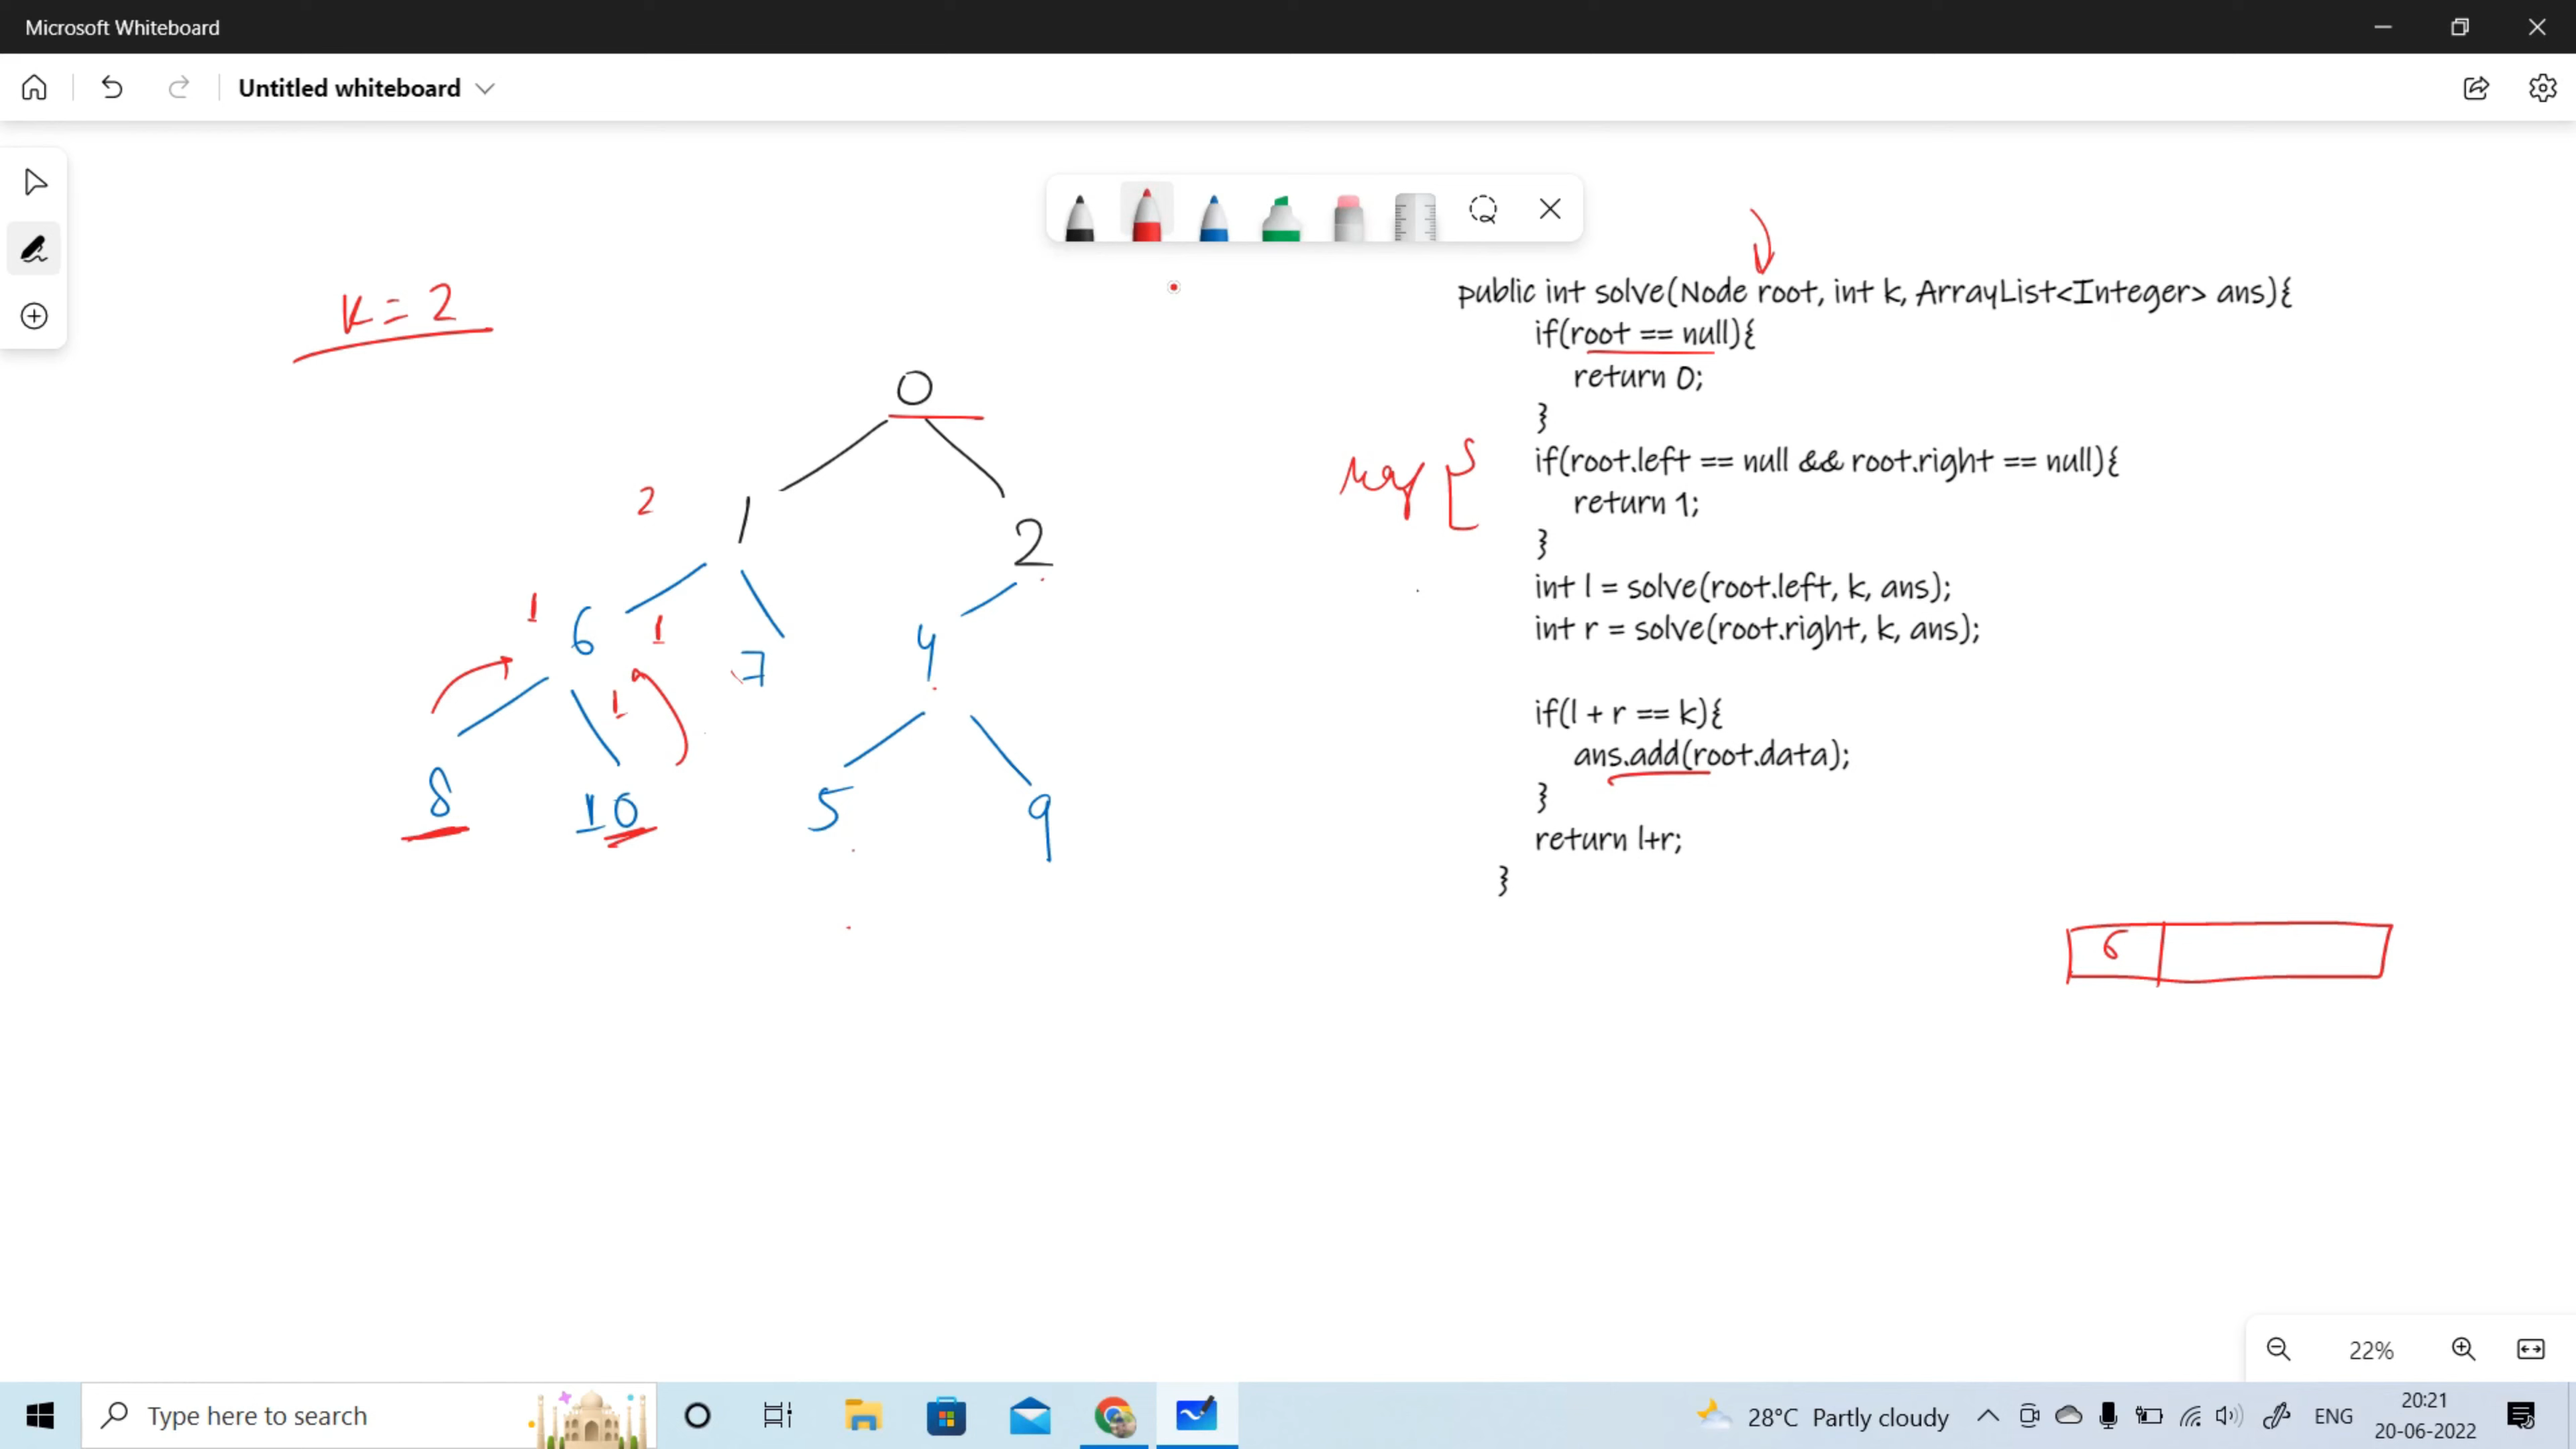 Microsoft Whiteboard
Untitled whiteboard
K = 2
0
1
2
2
1
6
1
7
4
1
8
10
5
9
public int solve(Node root, int k, ArrayList<Integer> ans){
if(root == null){
return 0;
}
if(root.left == null && root.right == null){
return 1;
}
int l = solve(root.left, k, ans);
int r = solve(root.right, k, ans);
if(l + r == k){
ans.add(root.data);
}
return l+r;
}
6
22%
Type here to search
28°C Partly cloudy
ENG
20:21
20-06-2022